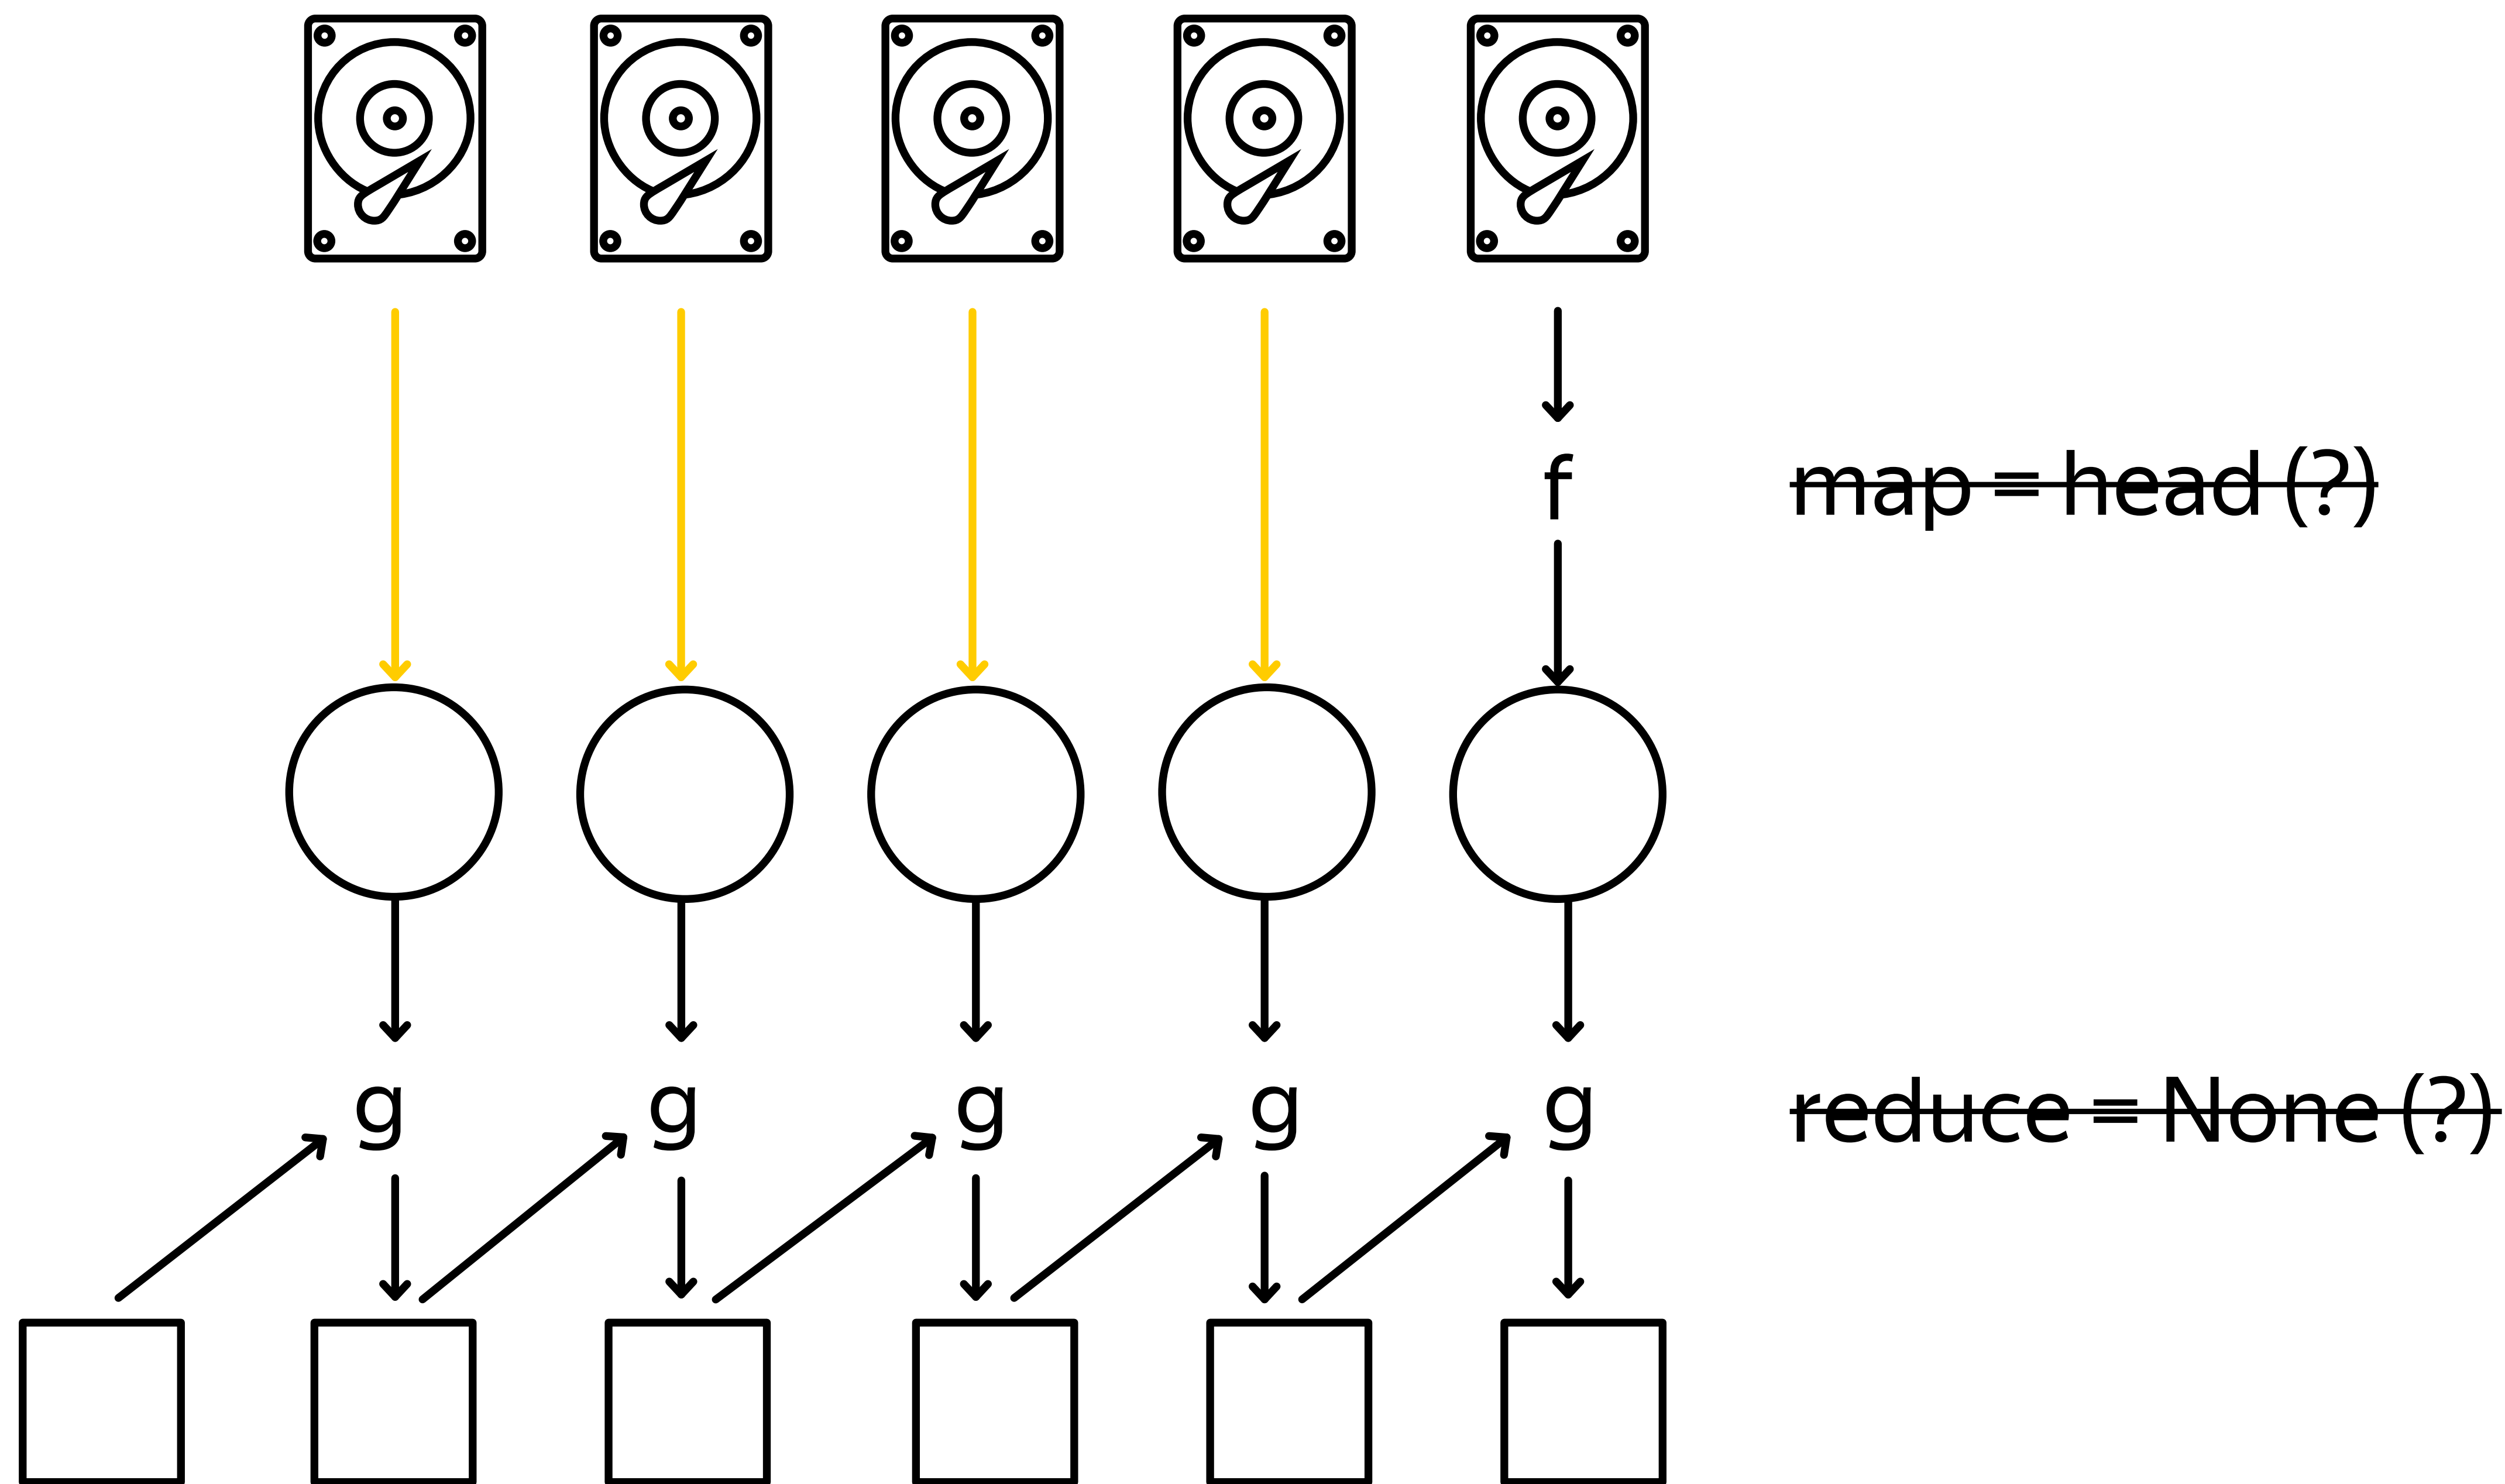 f
map = head (?)
g g g g g
reduce = None (?)